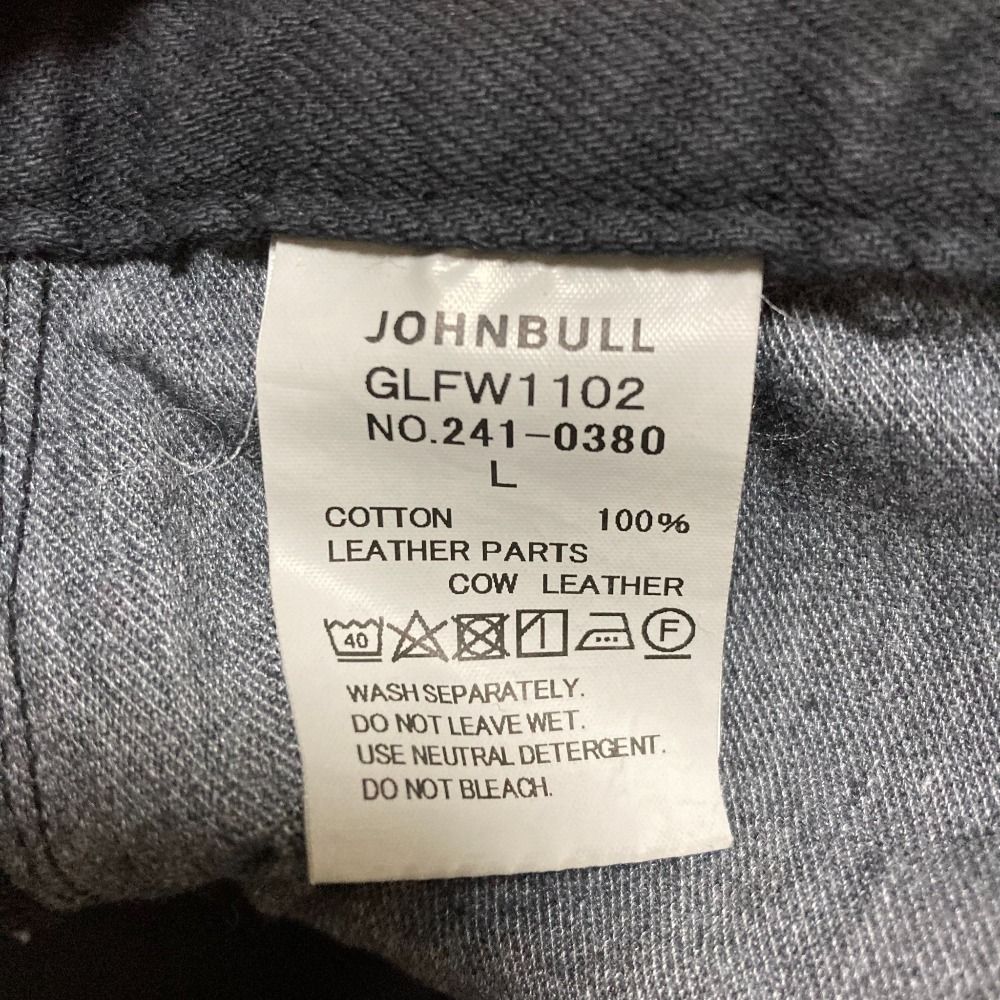 JOHNBULL
GLFW1102
NO.241-0380
L
COTTON 100%
LEATHER PARTS
COW LEATHER
40 F
WASH SEPARATELY.
DO NOT LEAVE WET.
USE NEUTRAL DETERGENT.
DO NOT BLEACH.